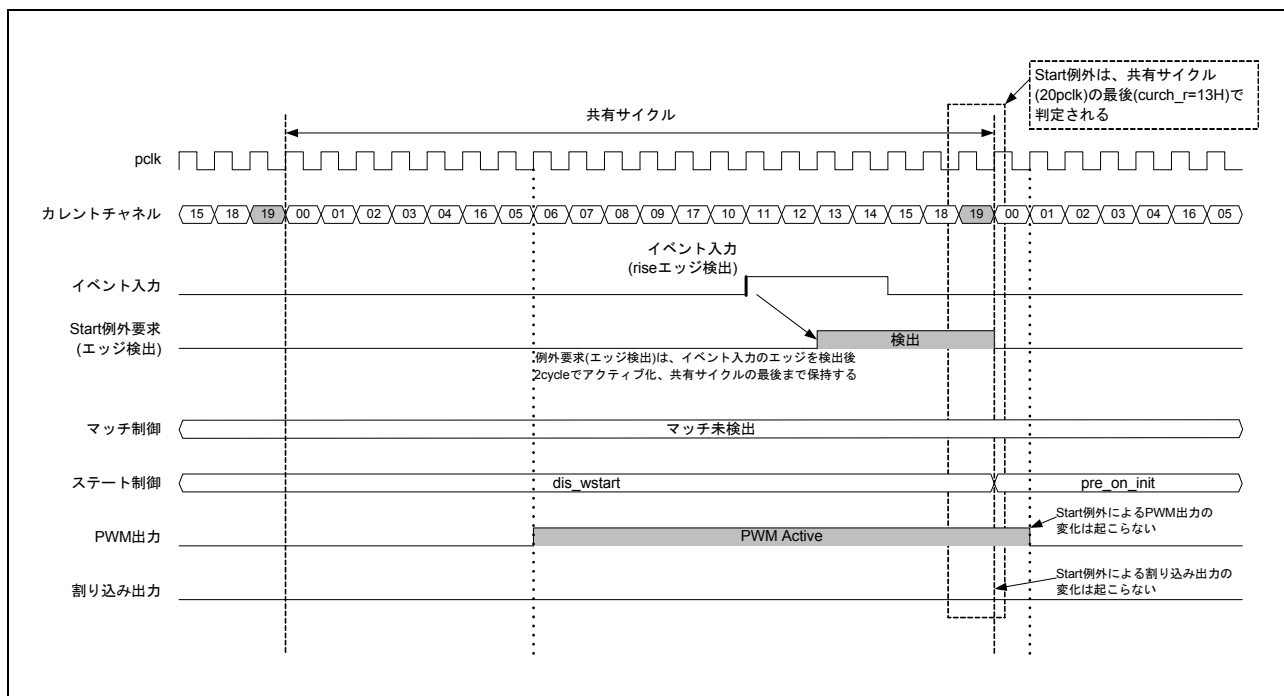 Start例外は、共有サイクル
(20pclk)の最後(curch_r=13H)で
判定される
共有サイクル
pclk
カレントチャネル 15 18 19 00 01 02 03 04 16 05 06 07 08 09 17 10 11 12 13 14 15 18 19 00 01 02 03 04 16 05
イベント入力
(riseエッジ検出)
イベント入力
Start例外要求
(エッジ検出)
検出
例外要求(エッジ検出)は、イベント入力のエッジを検出後
2cycleでアクティブ化、共有サイクルの最後まで保持する
マッチ制御 マッチ未検出
ステート制御 dis_wstart pre_on_init
PWM出力 PWM Active
Start例外によるPWM出力の
変化は起こらない
割り込み出力
Start例外による割り込み出力の
変化は起こらない